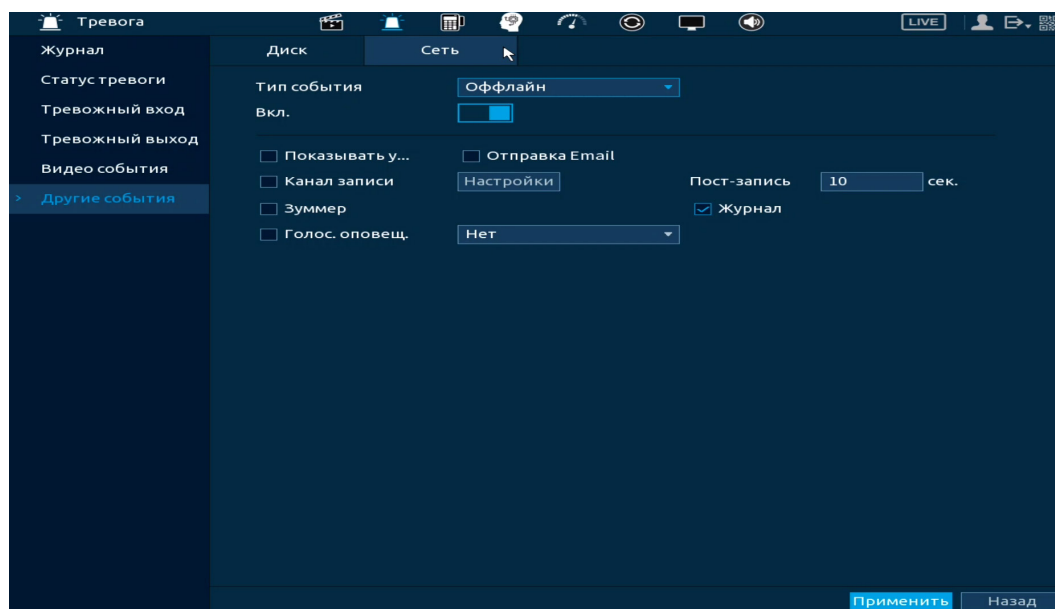 Тревога LIVE
Журнал
Статус тревоги
Тревожный вход
Тревожный выход
Видео события
> Другие события
Диск Сеть
Тип события Оффлайн
Вкл.
Показывать у... Отправка Email
Канал записи Настройки Пост-запись 10 сек.
Зуммер Журнал
Голос. оповещ. Нет
Применить Назад